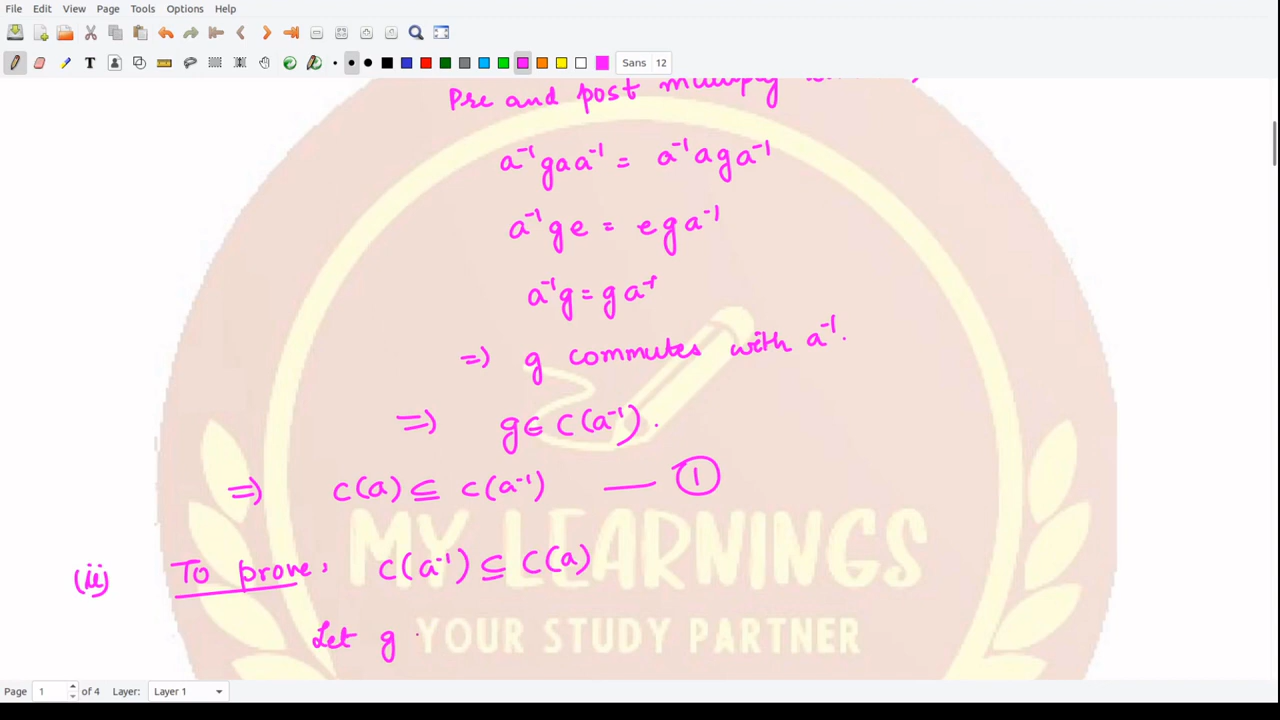 File Edit View Page Tools Options Help
Sans 12
Pre and post multiply
a⁻¹gaa⁻¹ = a⁻¹aga⁻¹
a⁻¹ge = ega⁻¹
a⁻¹g = ga⁻¹
=) g commutes with a⁻¹.
=) g ∈ C(a⁻¹).
=) C(a) ⊆ C(a⁻¹) — ①
MY LEARNINGS
(ii) To prove, C(a⁻¹) ⊆ C(a)
Let g
YOUR STUDY PARTNER
Page 1 of 4 Layer: Layer 1